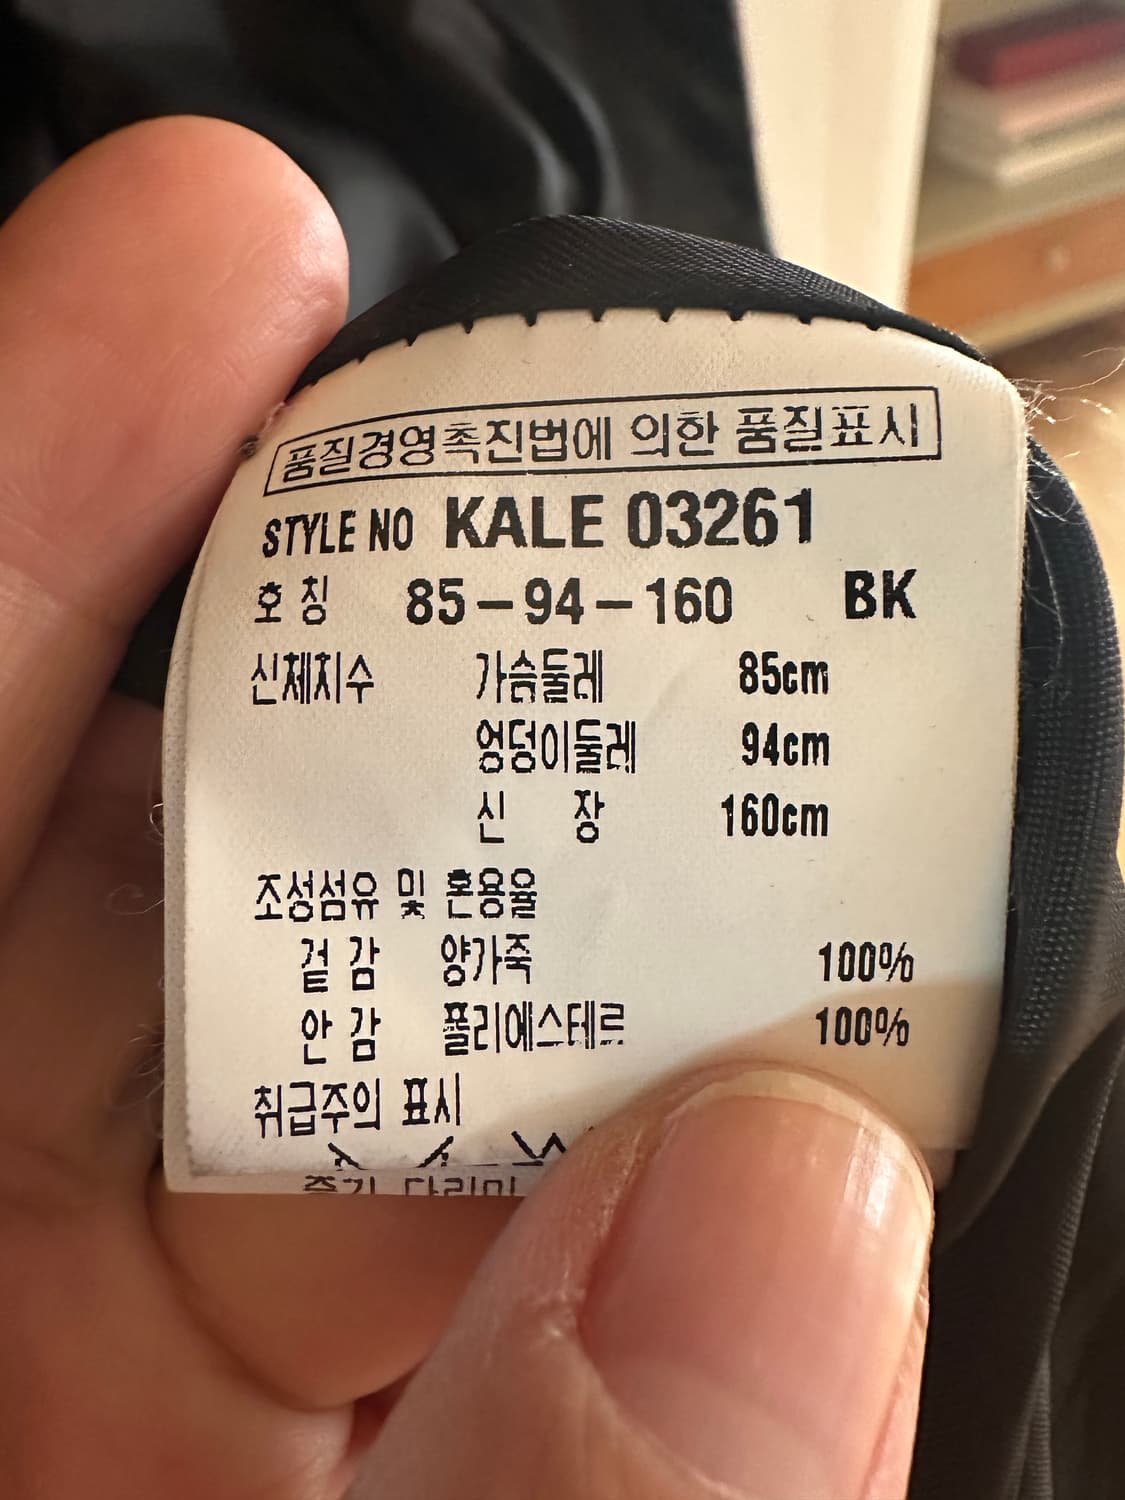 품질경영촉진법에 의한 품질표시
STYLE NO KALE 03261
호칭 85-94-160 BK
신체치수 가슴둘레 85cm
엉덩이둘레 94cm
신장 160cm
조성섬유 및 혼용율
겉감 양가죽 100%
안감 폴리에스테르 100%
취급주의 표시